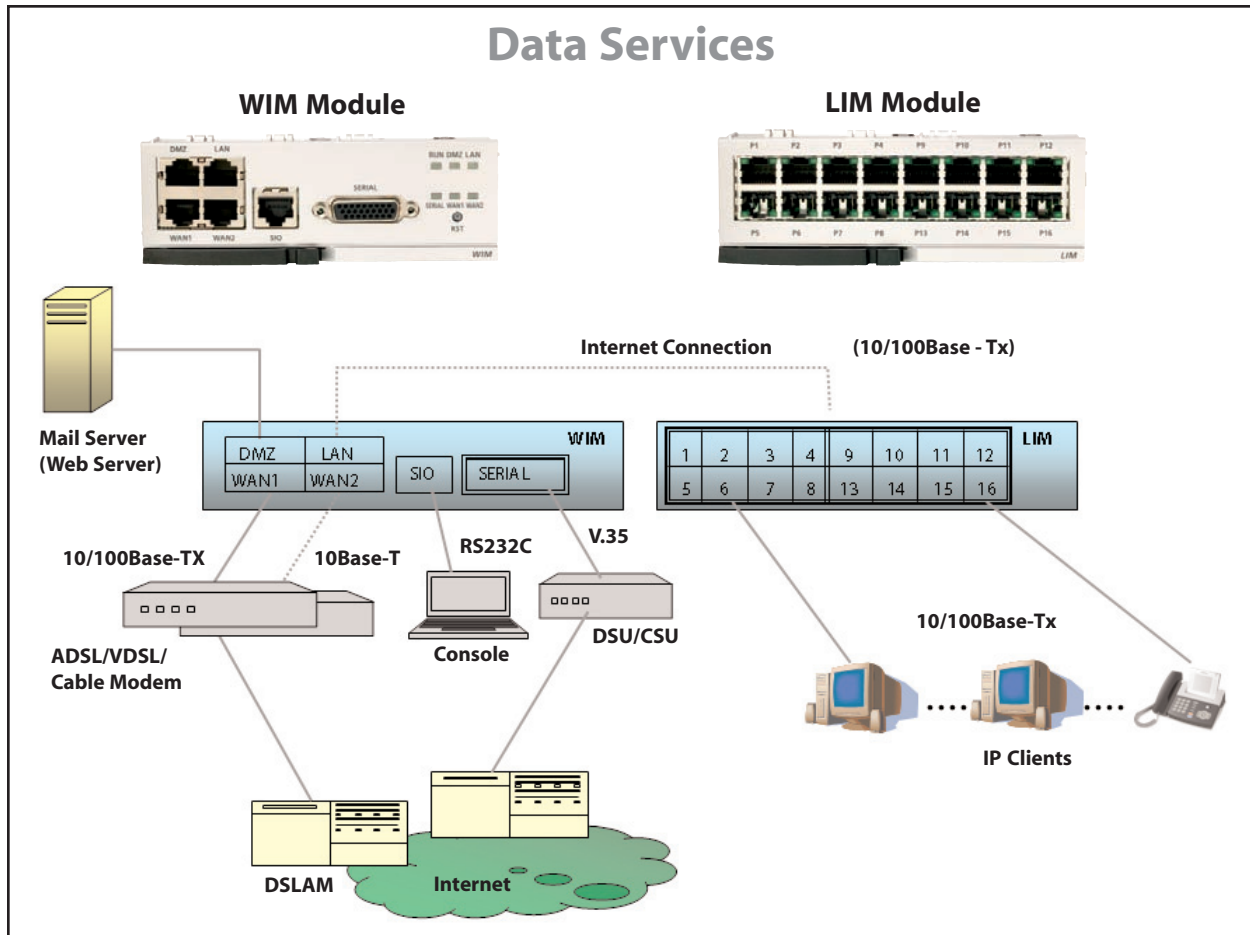 Data Services
WIM Module
LIM Module
DMZ LAN
RUN DMZ LAN
SERIAL
SERIAL WAN1 WAN2
RST
WAN1 WAN2 SIO
WIM
P1 P2 P3 P4 P9 P10 P11 P12
P5 P6 P7 P8 P13 P14 P15 P16
LIM
Internet Connection (10/100Base - Tx)
Mail Server
(Web Server)
WIM
DMZ LAN
WAN1 WAN2
SIO
SERIAL
LIM
1 2 3 4 9 10 11 12
5 6 7 8 13 14 15 16
10/100Base-TX
10Base-T
RS232C
V.35
ADSL/VDSL/
Cable Modem
Console
DSU/CSU
10/100Base-Tx
IP Clients
DSLAM
Internet